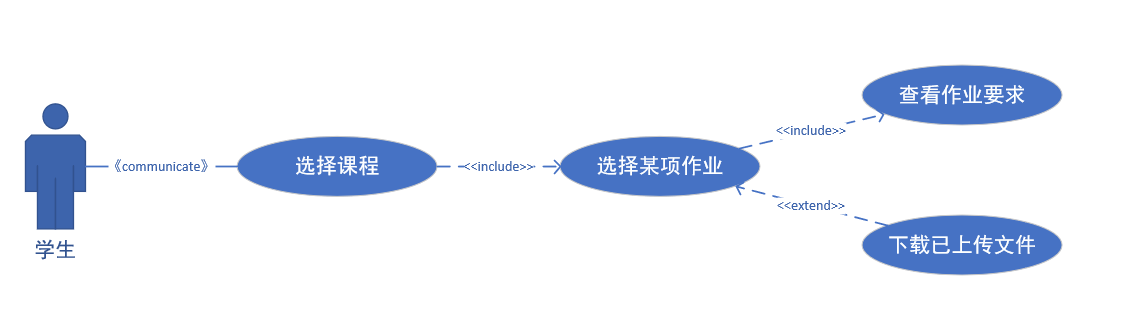 学生
《communicate》
选择课程
<<include>>
选择某项作业
<<include>>
查看作业要求
<<extend>>
下载已上传文件